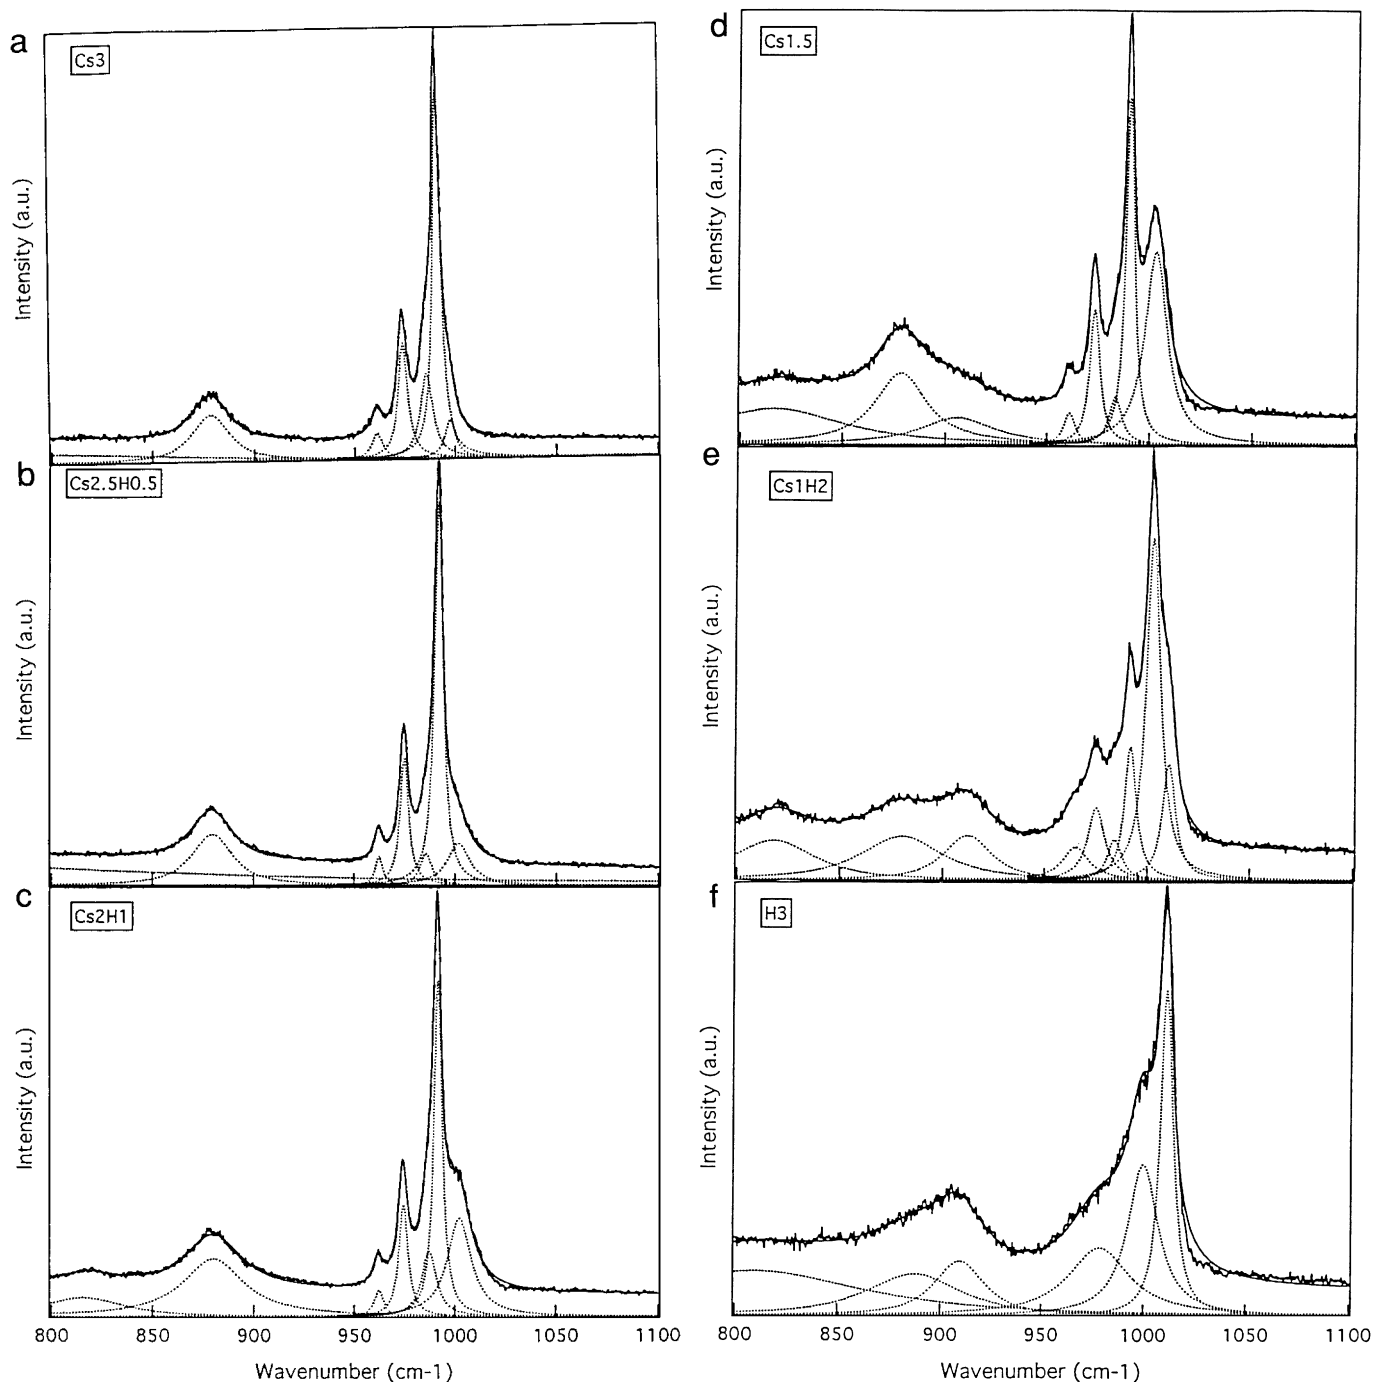 a
Cs3
Intensity (a.u.)
b
Cs2.5H0.5
Intensity (a.u.)
c
Cs2H1
Intensity (a.u.)
800 850 900 950 1000 1050 1100
Wavenumber (cm-1)
d
Cs1.5
Intensity (a.u.)
e
Cs1H2
Intensity (a.u.)
f
H3
Intensity (a.u.)
800 850 900 950 1000 1050 1100
Wavenumber (cm-1)